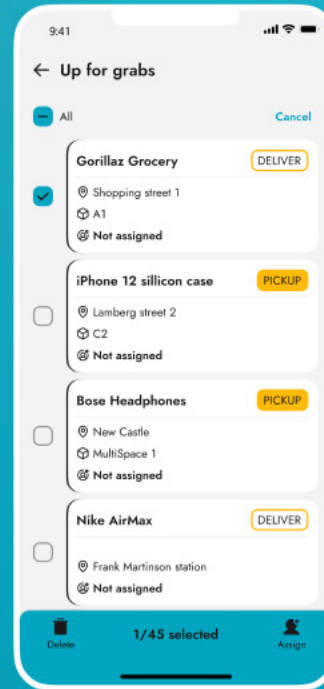 9:41
Up for grabs
All
Cancel
Gorillaz Grocery
DELIVER
Shopping street 1
A1
Not assigned
iPhone 12 sillicon case
PICKUP
Lamberg street 2
C2
Not assigned
Bose Headphones
PICKUP
New Castle
MultiSpace 1
Not assigned
Nike AirMax
DELIVER
Frank Martinson station
Not assigned
Delete
1/45 selected
Assign